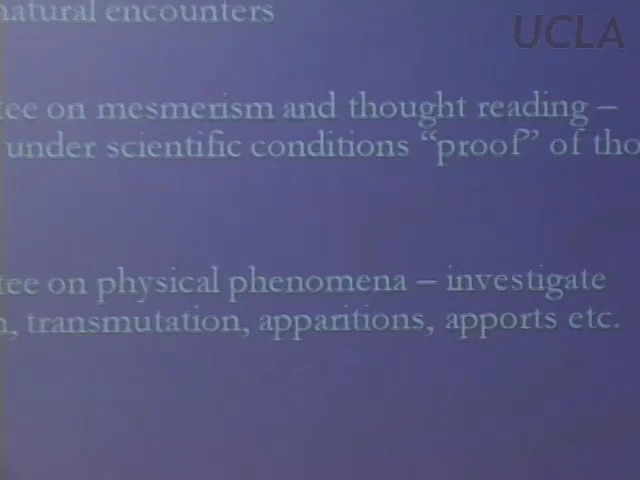 natural encounters
UCLA
tee on mesmerism and thought reading –
under scientific conditions “proof” of tho
tee on physical phenomena – investigate
n, transmutation, apparitions, apports etc.